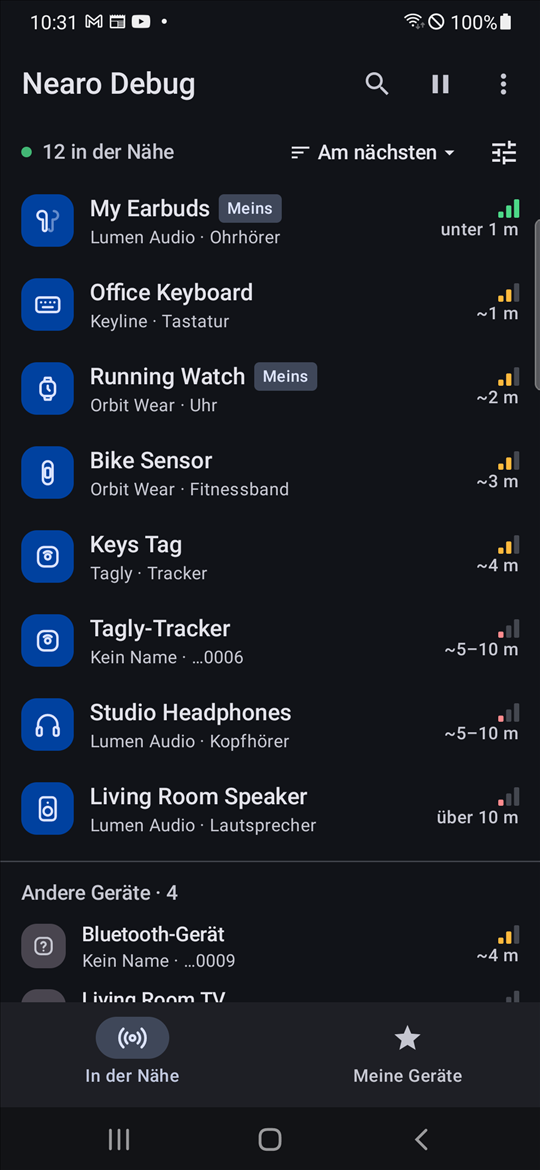 10:31 100%
Nearo Debug
12 in der Nähe Am nächsten
My Earbuds Meins
Lumen Audio · Ohrhörer unter 1 m
Office Keyboard
Keyline · Tastatur ~1 m
Running Watch Meins
Orbit Wear · Uhr ~2 m
Bike Sensor
Orbit Wear · Fitnessband ~3 m
Keys Tag
Tagly · Tracker ~4 m
Tagly-Tracker
Kein Name · …0006 ~5–10 m
Studio Headphones
Lumen Audio · Kopfhörer ~5–10 m
Living Room Speaker
Lumen Audio · Lautsprecher über 10 m
Andere Geräte · 4
Bluetooth-Gerät
Kein Name · …0009 ~4 m
Living Room TV
In der Nähe Meine Geräte